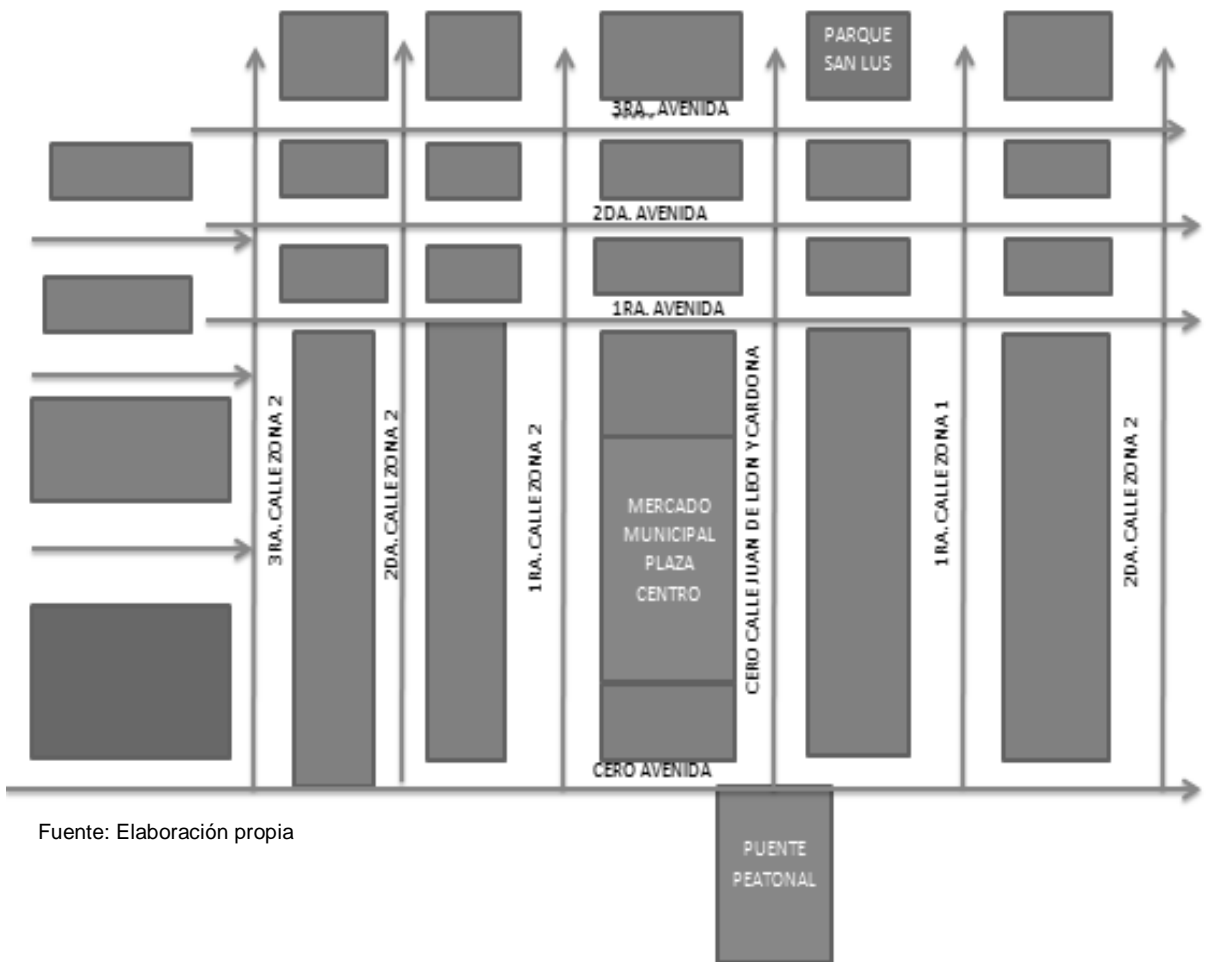 PARQUE
SAN LUS
3RA. AVENIDA
2DA. AVENIDA
1RA. AVENIDA
3RA. CALLE ZONA 2
2DA. CALLE ZONA 2
1RA. CALLE ZONA 2
MERCADO
MUNICIPAL
PLAZA
CENTRO
CERO CALLE JUAN DE LEON Y CARDONA
1RA. CALLE ZONA 1
2DA. CALLE ZONA 2
CERO AVENIDA
Fuente: Elaboración propia
PUENTE
PEATONAL